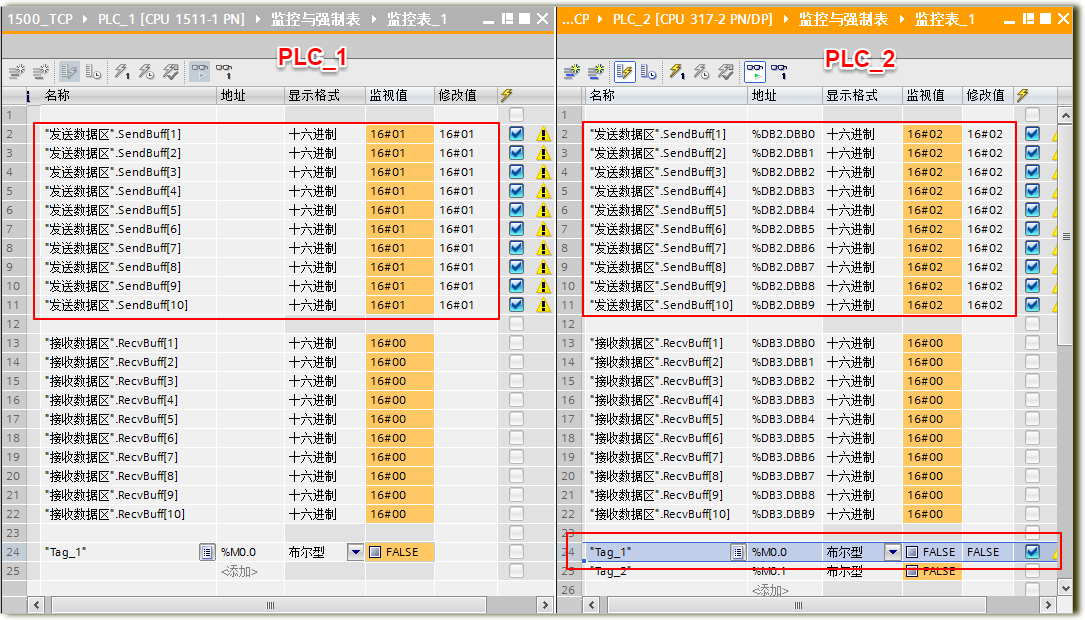 1500_TCP PLC_1 [CPU 1511-1 PN] 监控与强制表 监控表_1
PLC_1
i 名称 地址 显示格式 监视值 修改值
1
2 "发送数据区".SendBuff[1] 十六进制 16#01 16#01
3 "发送数据区".SendBuff[2] 十六进制 16#01 16#01
4 "发送数据区".SendBuff[3] 十六进制 16#01 16#01
5 "发送数据区".SendBuff[4] 十六进制 16#01 16#01
6 "发送数据区".SendBuff[5] 十六进制 16#01 16#01
7 "发送数据区".SendBuff[6] 十六进制 16#01 16#01
8 "发送数据区".SendBuff[7] 十六进制 16#01 16#01
9 "发送数据区".SendBuff[8] 十六进制 16#01 16#01
10 "发送数据区".SendBuff[9] 十六进制 16#01 16#01
11 "发送数据区".SendBuff[10] 十六进制 16#01 16#01
12
13 "接收数据区".RecvBuff[1] 十六进制 16#00
14 "接收数据区".RecvBuff[2] 十六进制 16#00
15 "接收数据区".RecvBuff[3] 十六进制 16#00
16 "接收数据区".RecvBuff[4] 十六进制 16#00
17 "接收数据区".RecvBuff[5] 十六进制 16#00
18 "接收数据区".RecvBuff[6] 十六进制 16#00
19 "接收数据区".RecvBuff[7] 十六进制 16#00
20 "接收数据区".RecvBuff[8] 十六进制 16#00
21 "接收数据区".RecvBuff[9] 十六进制 16#00
22 "接收数据区".RecvBuff[10] 十六进制 16#00
23
24 "Tag_1" %M0.0 布尔型 FALSE
25 <添加>
...CP PLC_2 [CPU 317-2 PN/DP] 监控与强制表 监控表_1
PLC_2
名称 地址 显示格式 监视值 修改值
1
2 "发送数据区".SendBuff[1] %DB2.DBB0 十六进制 16#02 16#02
3 "发送数据区".SendBuff[2] %DB2.DBB1 十六进制 16#02 16#02
4 "发送数据区".SendBuff[3] %DB2.DBB2 十六进制 16#02 16#02
5 "发送数据区".SendBuff[4] %DB2.DBB3 十六进制 16#02 16#02
6 "发送数据区".SendBuff[5] %DB2.DBB4 十六进制 16#02 16#02
7 "发送数据区".SendBuff[6] %DB2.DBB5 十六进制 16#02 16#02
8 "发送数据区".SendBuff[7] %DB2.DBB6 十六进制 16#02 16#02
9 "发送数据区".SendBuff[8] %DB2.DBB7 十六进制 16#02 16#02
10 "发送数据区".SendBuff[9] %DB2.DBB8 十六进制 16#02 16#02
11 "发送数据区".SendBuff[10] %DB2.DBB9 十六进制 16#02 16#02
12
13 "接收数据区".RecvBuff[1] %DB3.DBB0 十六进制 16#00
14 "接收数据区".RecvBuff[2] %DB3.DBB1 十六进制 16#00
15 "接收数据区".RecvBuff[3] %DB3.DBB2 十六进制 16#00
16 "接收数据区".RecvBuff[4] %DB3.DBB3 十六进制 16#00
17 "接收数据区".RecvBuff[5] %DB3.DBB4 十六进制 16#00
18 "接收数据区".RecvBuff[6] %DB3.DBB5 十六进制 16#00
19 "接收数据区".RecvBuff[7] %DB3.DBB6 十六进制 16#00
20 "接收数据区".RecvBuff[8] %DB3.DBB7 十六进制 16#00
21 "接收数据区".RecvBuff[9] %DB3.DBB8 十六进制 16#00
22 "接收数据区".RecvBuff[10] %DB3.DBB9 十六进制 16#00
23
24 "Tag_1" %M0.0 布尔型 FALSE FALSE
25 "Tag_2" %M0.1 布尔型 FALSE
26 <添加>